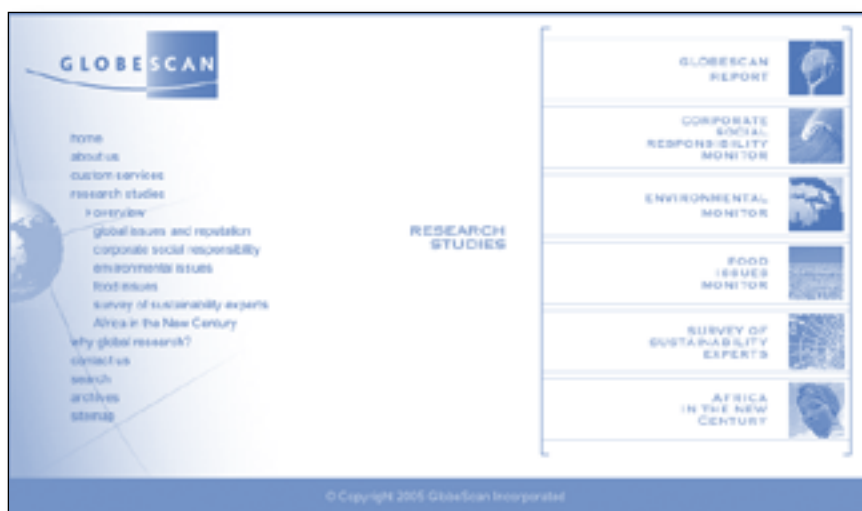 GLOBESCAN
home
about us
custom services
research studies
> overview
global issues and reputation
corporate social responsibility
environmental issues
food issues
survey of sustainability experts
Africa in the New Century
why global research?
contact us
search
archives
sitemap
RESEARCH
STUDIES
GLOBESCAN
REPORT
CORPORATE
SOCIAL
RESPONSIBILITY
MONITOR
ENVIRONMENTAL
MONITOR
FOOD
ISSUES
MONITOR
SURVEY OF
SUSTAINABILITY
EXPERTS
AFRICA
IN THE NEW
CENTURY
© Copyright 2005 GlobeScan Incorporated